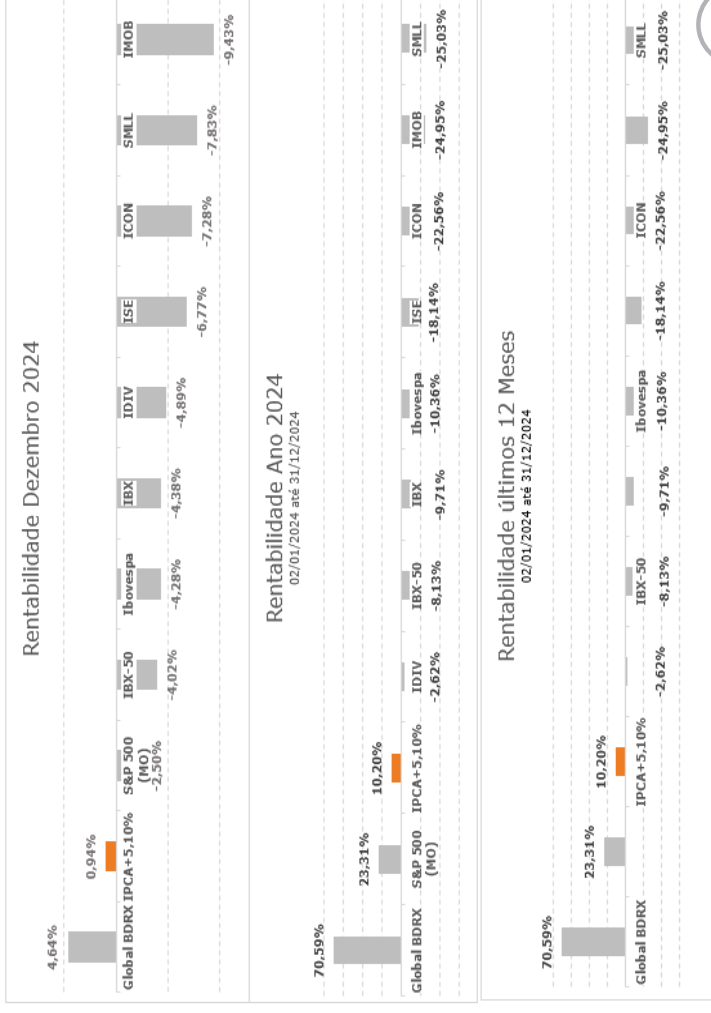 Rentabilidade Dezembro 2024
4,64%
0,94%
-2,50%
-4,02%
-4,28%
-4,38%
-4,89%
-6,77%
-7,28%
-7,83%
-9,43%
Global BDRX
IPCA+5,10%
S&P 500
(MO)
IBX-50
Ibovespa
IBX
IDIV
ISE
ICON
SMLL
IMOB
Rentabilidade Ano 2024
02/01/2024 até 31/12/2024
70,59%
23,31%
10,20%
Global BDRX
S&P 500
(MO)
IPCA+5,10%
IDIV
IBX-50
IBX
Ibovespa
ISE
ICON
IMOB
SMLL
-2,62%
-8,13%
-9,71%
-10,36%
-18,14%
-22,56%
-24,95%
-25,03%
Rentabilidade últimos 12 Meses
02/01/2024 até 31/12/2024
70,59%
23,31%
10,20%
Global BDRX
IPCA+5,10%
IBX-50
Ibovespa
ICON
SMLL
-2,62%
-8,13%
-9,71%
-10,36%
-18,14%
-22,56%
-24,95%
-25,03%